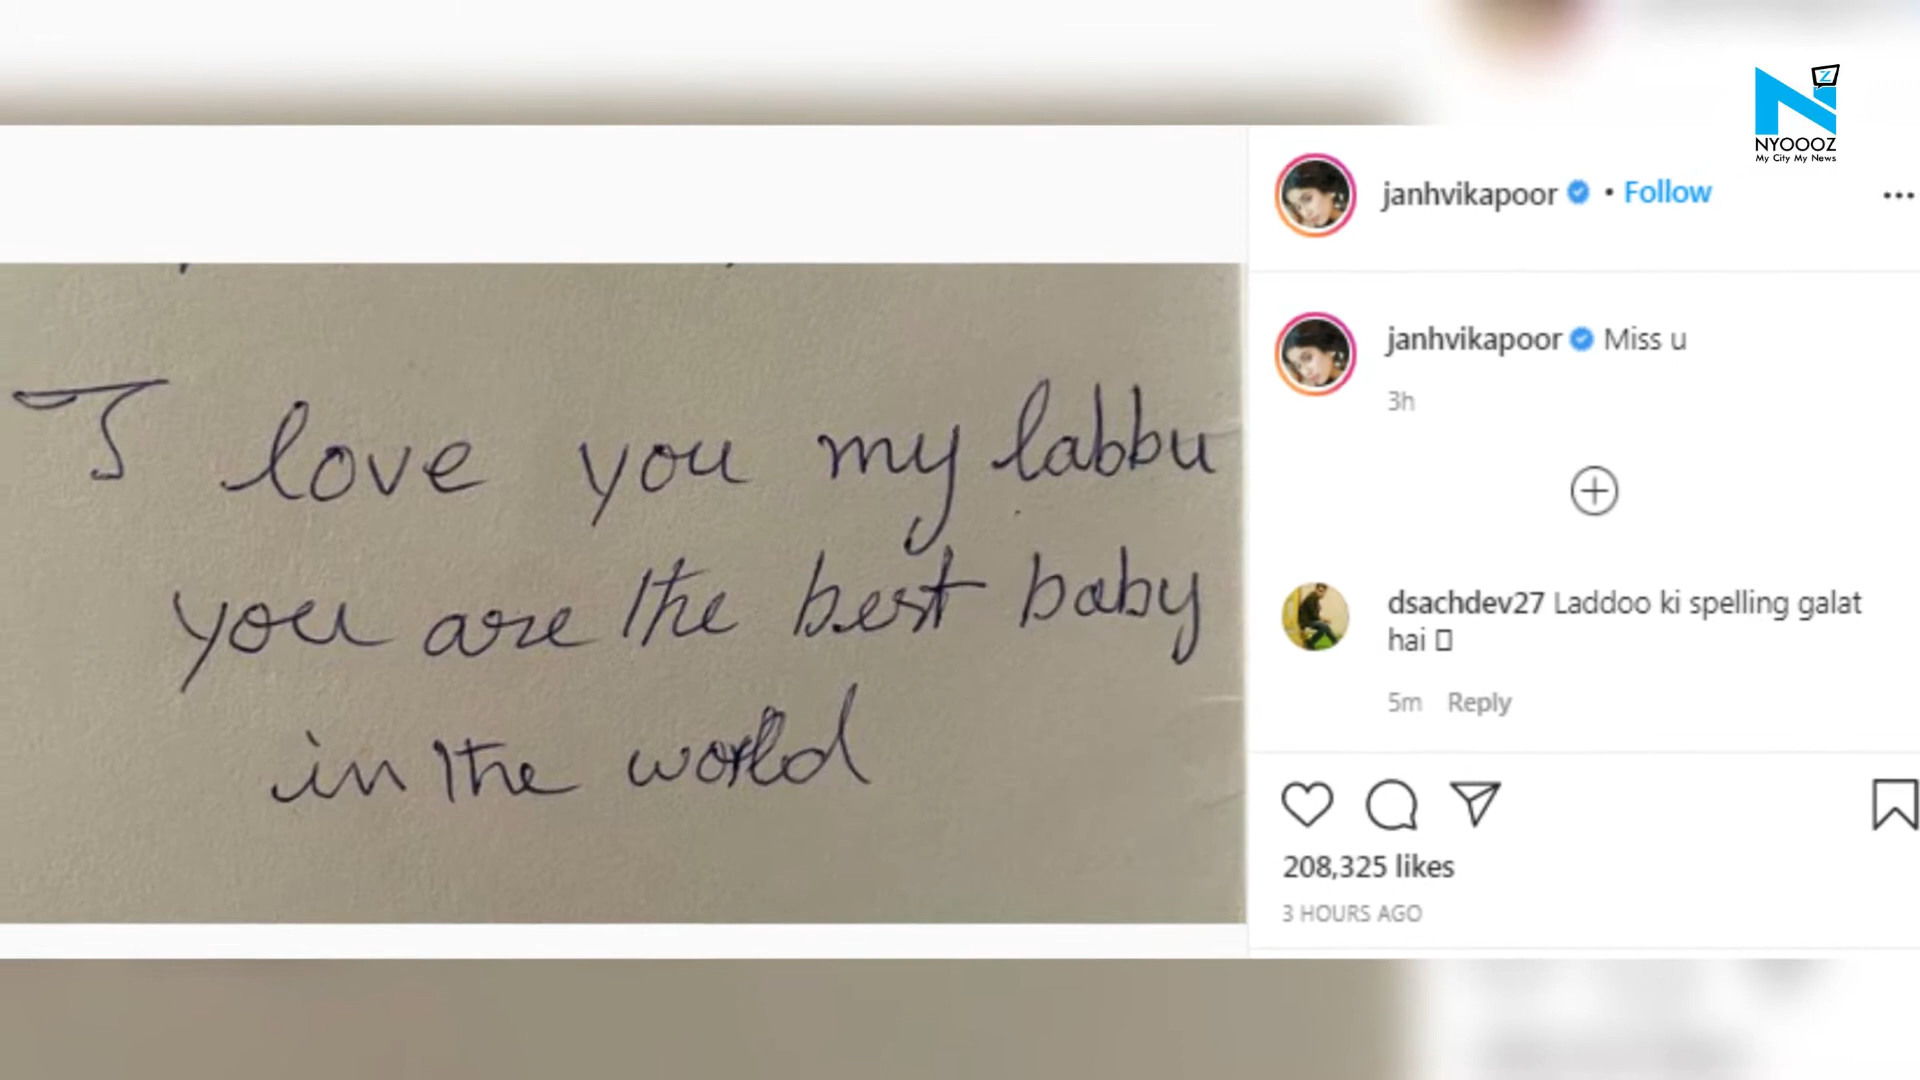 NYOOOZ
My City My News
janhvikapoor • Follow
janhvikapoor Miss u
3h
I love you my labbu
you are the best baby
in the world
dsachdev27 Laddoo ki spelling galat
hai
5m Reply
208,325 likes
3 HOURS AGO